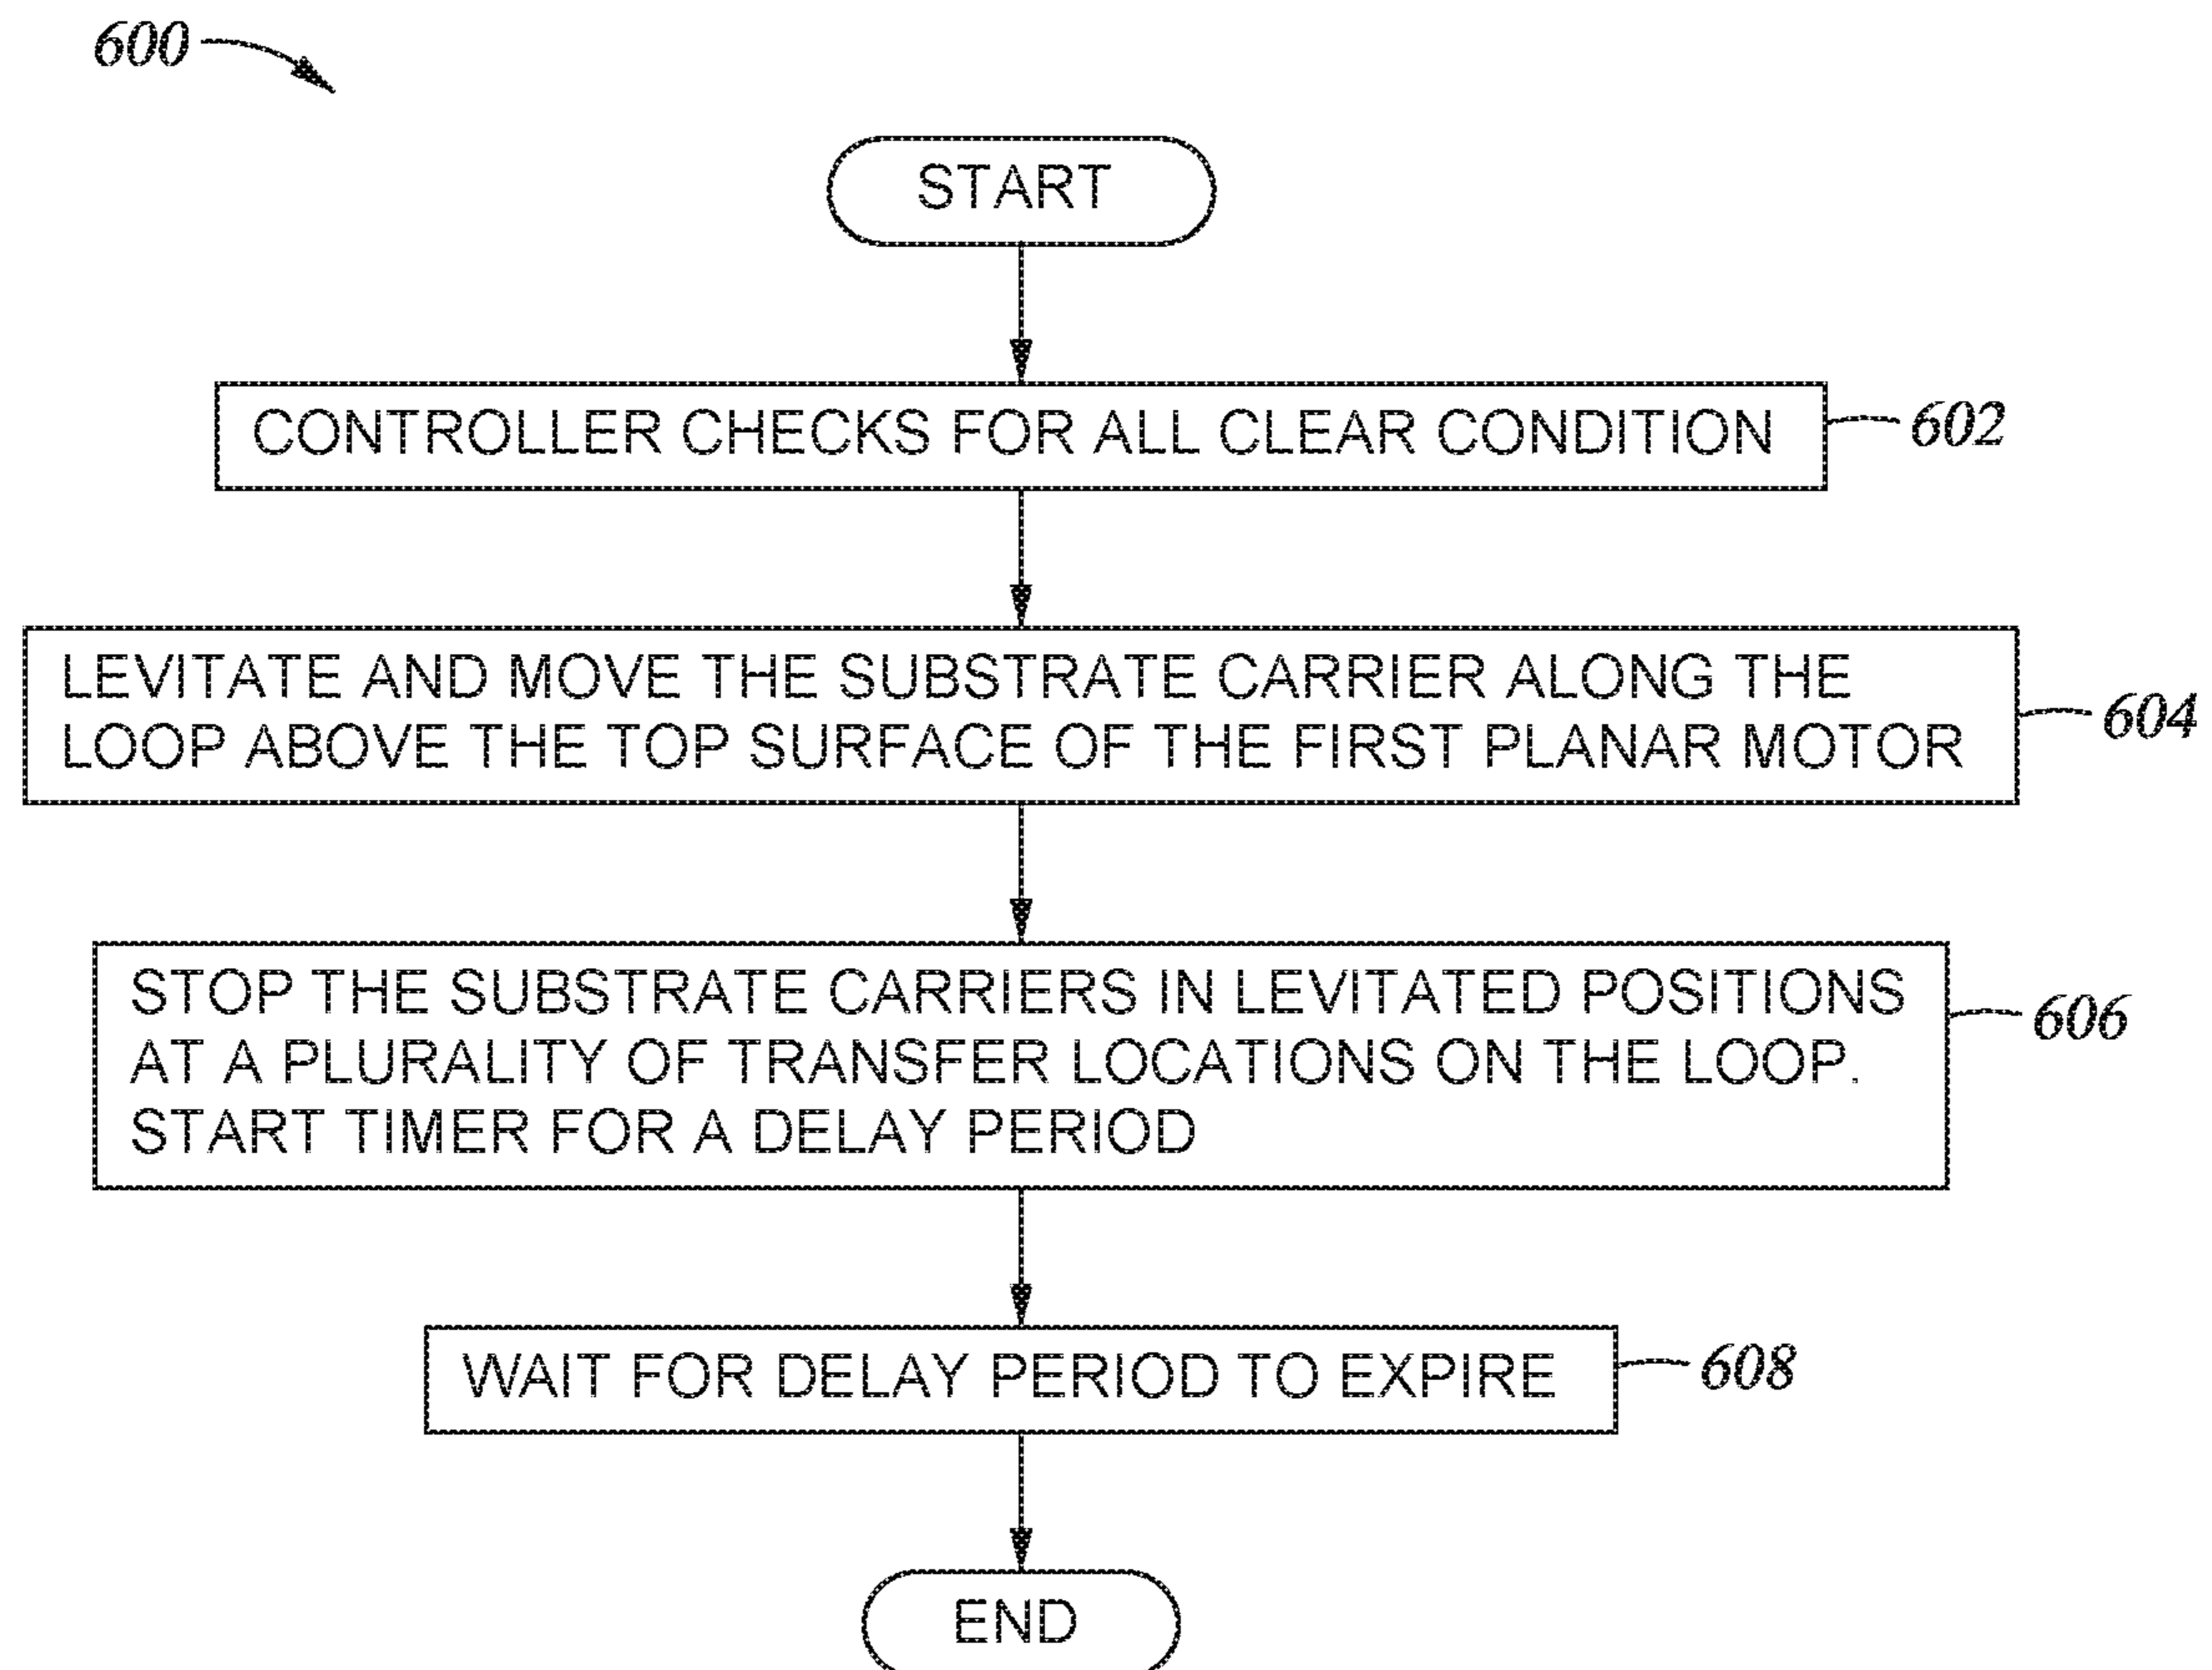 600
START
CONTROLLER CHECKS FOR ALL CLEAR CONDITION
602
LEVITATE AND MOVE THE SUBSTRATE CARRIER ALONG THE
LOOP ABOVE THE TOP SURFACE OF THE FIRST PLANAR MOTOR
604
STOP THE SUBSTRATE CARRIERS IN LEVITATED POSITIONS
AT A PLURALITY OF TRANSFER LOCATIONS ON THE LOOP.
START TIMER FOR A DELAY PERIOD
606
WAIT FOR DELAY PERIOD TO EXPIRE
608
END